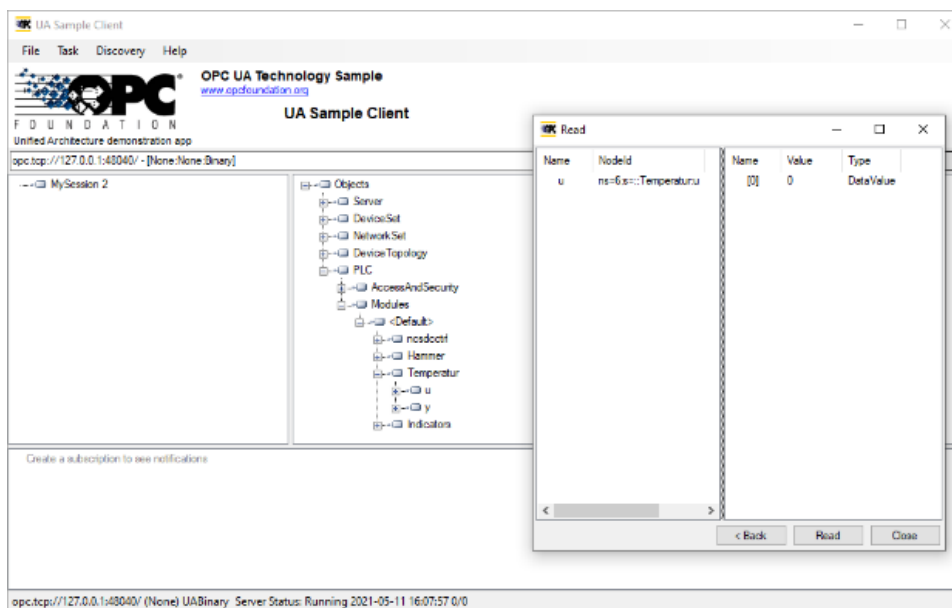 UA Sample Client
File Task Discovery Help
OPC
FOUNDATION
Unified Architecture demonstration app
OPC UA Technology Sample
www.opcfoundation.org
UA Sample Client
opc.tcp://127.0.0.1:48040/ - [None:None:Binary]
MySession 2
Objects
Server
DeviceSet
NetworkSet
DeviceTopology
PLC
AccessAndSecurity
Modules
<Default>
Hammer
Temperatur
u
y
Indicators
Create a subscription to see notifications
Read
Name NodeId
u ns=6;s=::Temperatur:u
Name Value Type
[0] 0 DataValue
< Back Read Close
opc.tcp://127.0.0.1:48040/ (None) UABinary Server Status: Running 2021-05-11 16:07:57 0/0